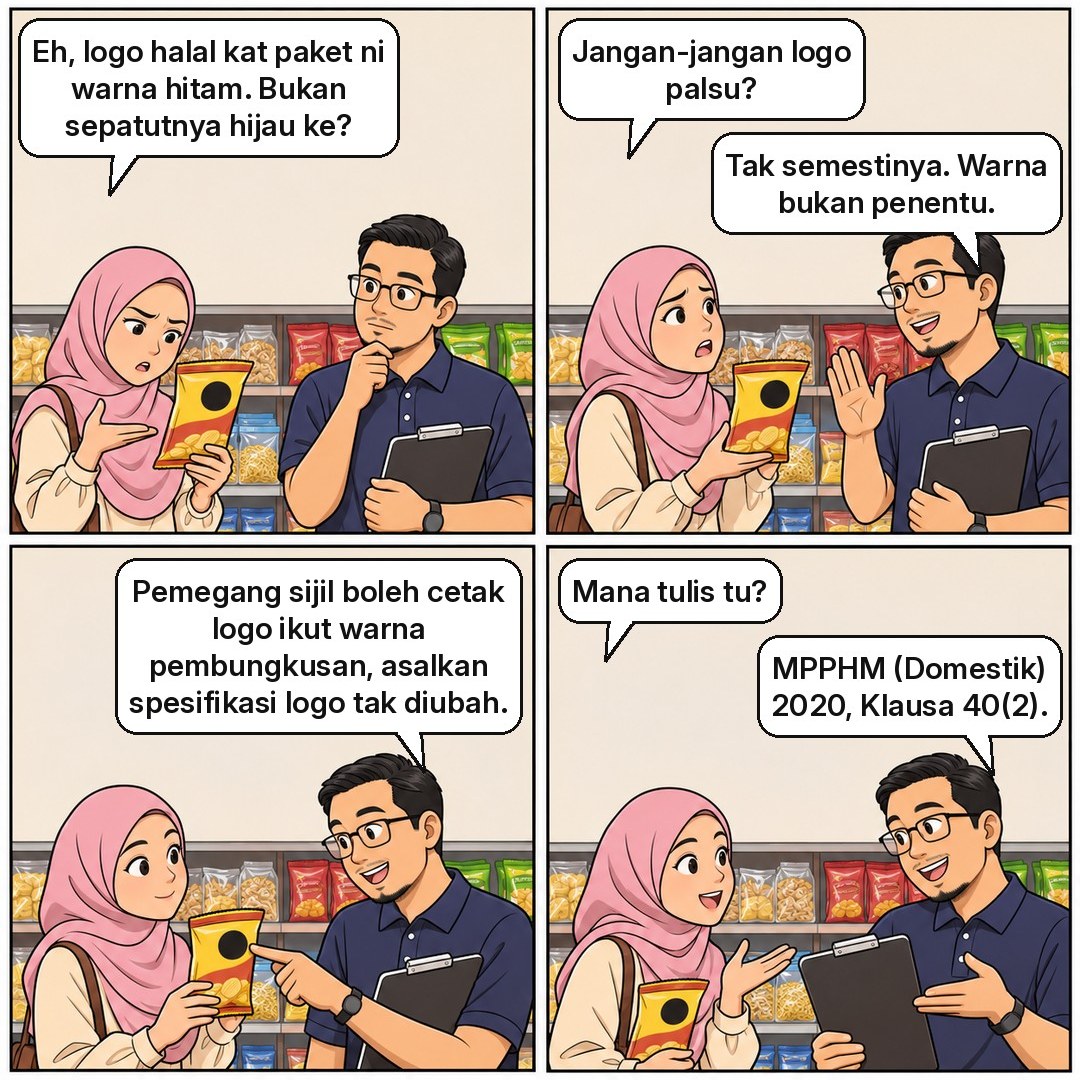 Eh, logo halal kat paket ni
warna hitam. Bukan
sepatutnya hijau ke?
Jangan-jangan logo
palsu?
Tak semestinya. Warna
bukan penentu.
Pemegang sijil boleh cetak
logo ikut warna
pembungkusan, asalkan
spesifikasi logo tak diubah.
Mana tulis tu?
MPPHM (Domestik)
2020, Klausa 40(2).